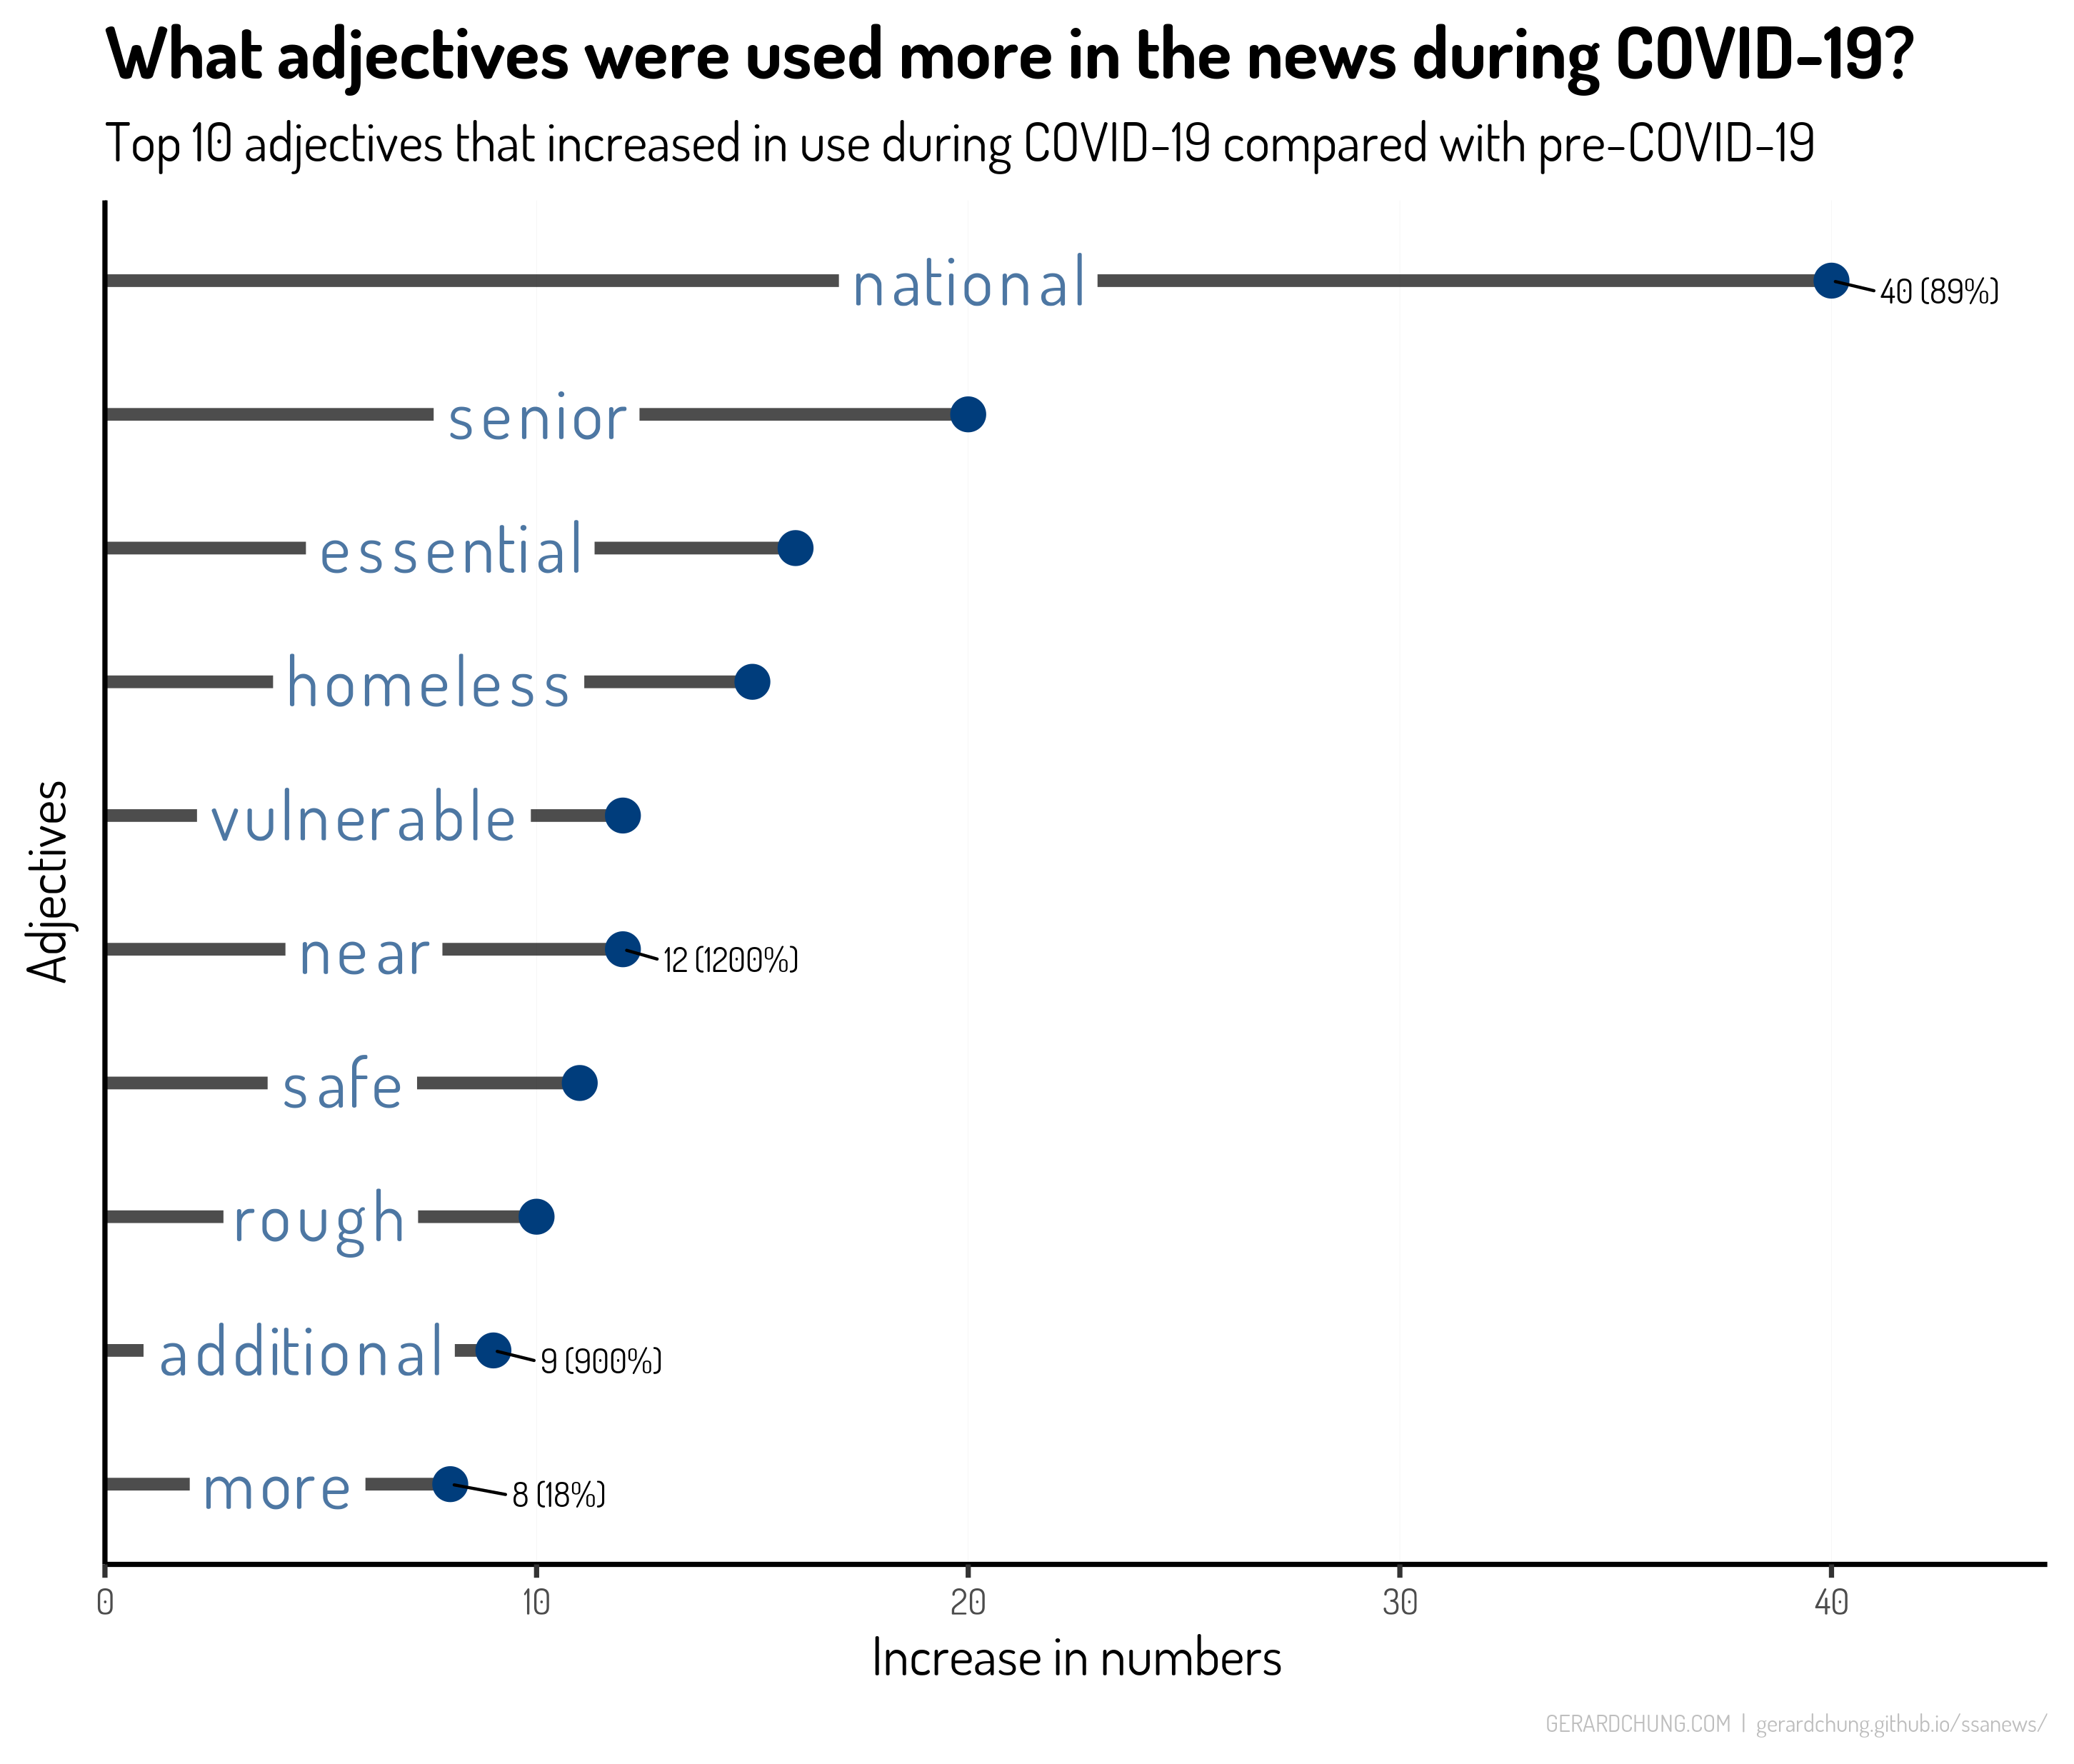 What adjectives were used more in the news during COVID-19?
Top 10 adjectives that increased in use during COVID-19 compared with pre-COVID-19
Adjectives
national
40 (89%)
senior
essential
homeless
vulnerable
near
12 (1200%)
safe
rough
additional
9 (900%)
more
8 (18%)
0 10 20 30 40
Increase in numbers
GERARDCHUNG.COM | gerardchung.github.io/ssanews/